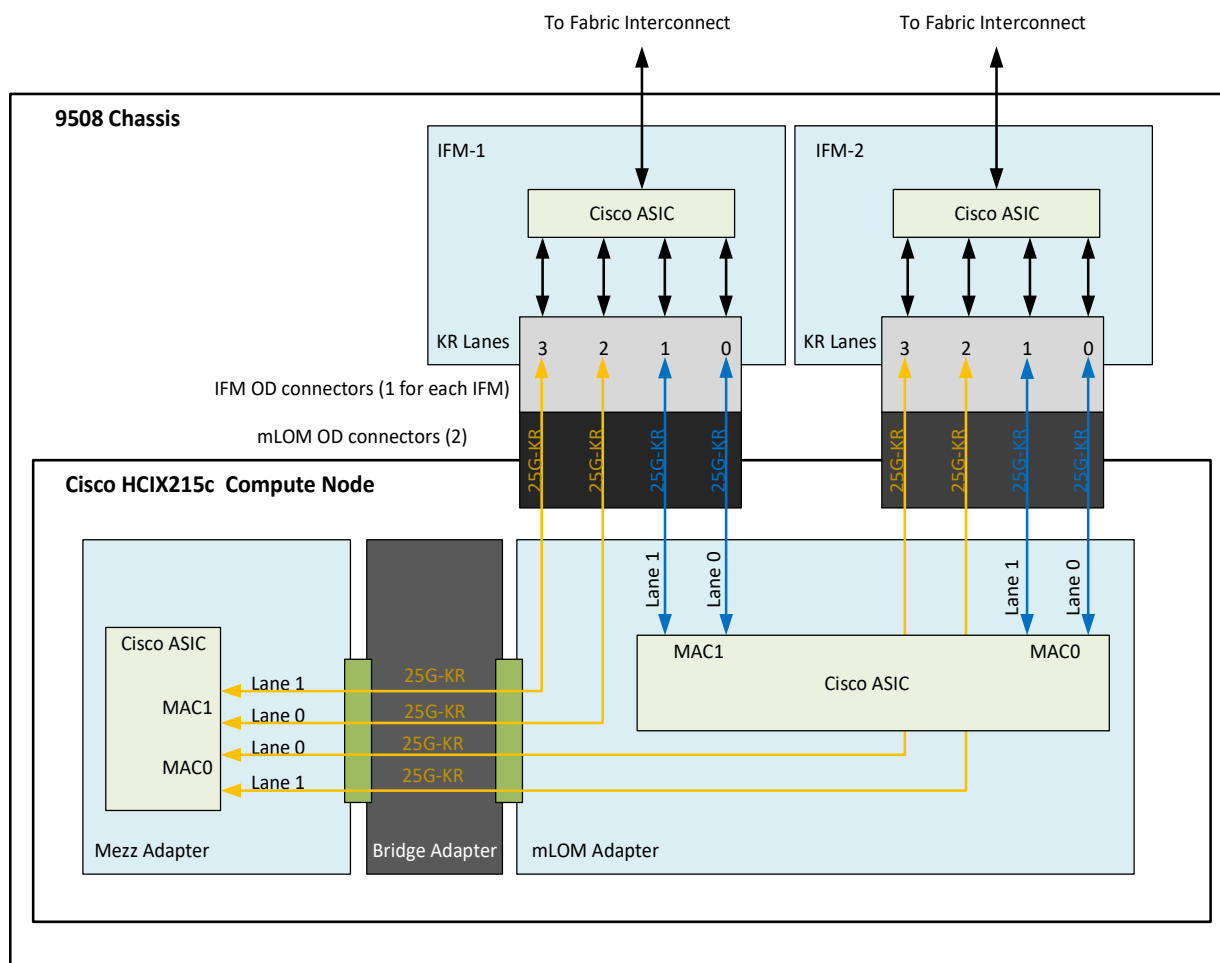 To Fabric Interconnect
To Fabric Interconnect
9508 Chassis
IFM-1
IFM-2
Cisco ASIC
Cisco ASIC
KR Lanes
3
2
1
0
KR Lanes
3
2
1
0
IFM OD connectors (1 for each IFM)
mLOM OD connectors (2)
25G-KR
25G-KR
25G-KR
25G-KR
25G-KR
25G-KR
25G-KR
25G-KR
Cisco HCIX215c  Compute Node
Lane 1
Lane 0
Lane 1
Lane 0
Cisco ASIC
MAC1
MAC0
Lane 1
Lane 0
Lane 0
Lane 1
25G-KR
25G-KR
25G-KR
25G-KR
MAC1
MAC0
Cisco ASIC
Mezz Adapter
Bridge Adapter
mLOM Adapter